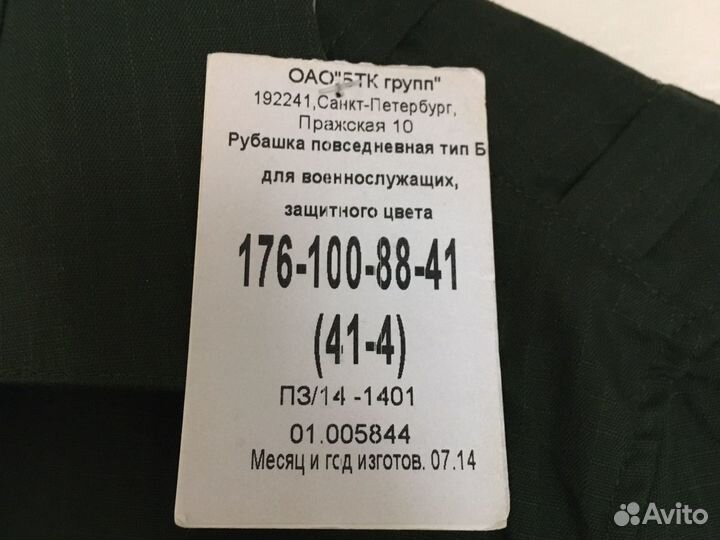 ОАО"БТК групп"
192241,Санкт-Петербург,
Пражская 10
Рубашка повседневная тип Б
для военнослужащих,
защитного цвета
176-100-88-41
(41-4)
ПЗ/14 -1401
01.005844
Месяц и год изготов. 07.14
Avito